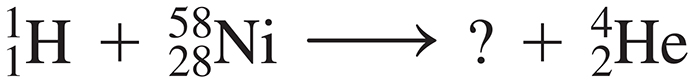 ¹₁H + ⁵⁸₂₈Ni ⟶ ? + ⁴₂He